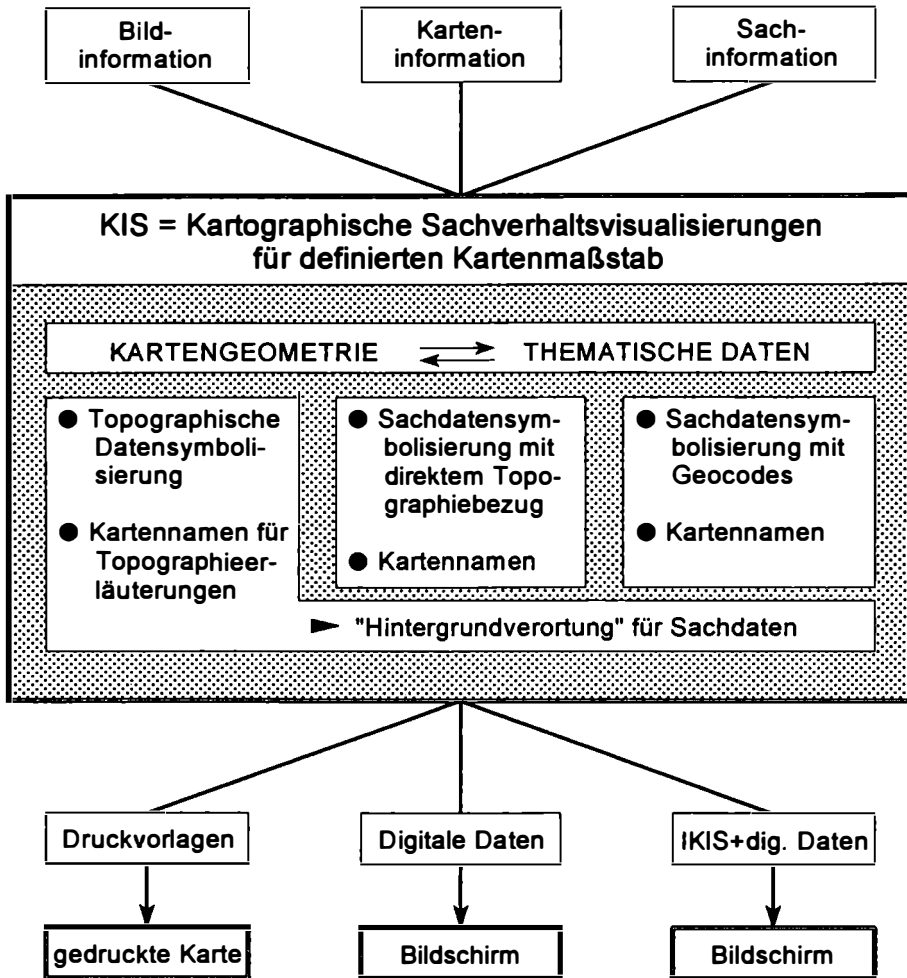 Bild-
information
Karten-
information
Sach-
information
KIS = Kartographische Sachverhaltsvisualisierungen
für definierten Kartenmaßstab
KARTENGEOMETRIE ⇄ THEMATISCHE DATEN
● Topographische
Datensymboli-
sierung
● Kartennamen für
Topographieer-
läuterungen
● Sachdatensym-
bolisierung mit
direktem Topo-
graphiebezug
● Kartennamen
● Sachdatensym-
bolisierung mit
Geocodes
● Kartennamen
► "Hintergrundverortung" für Sachdaten
Druckvorlagen
Digitale Daten
IKIS+dig. Daten
gedruckte Karte
Bildschirm
Bildschirm